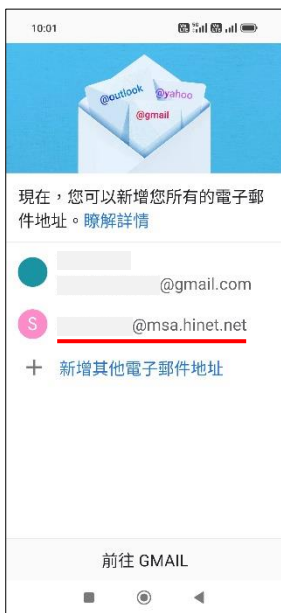 10:01
@outlook
@yahoo
@gmail
現在，您可以新增您所有的電子郵
件地址。瞭解詳情
@gmail.com
S
@msa.hinet.net
新增其他電子郵件地址
前往 GMAIL